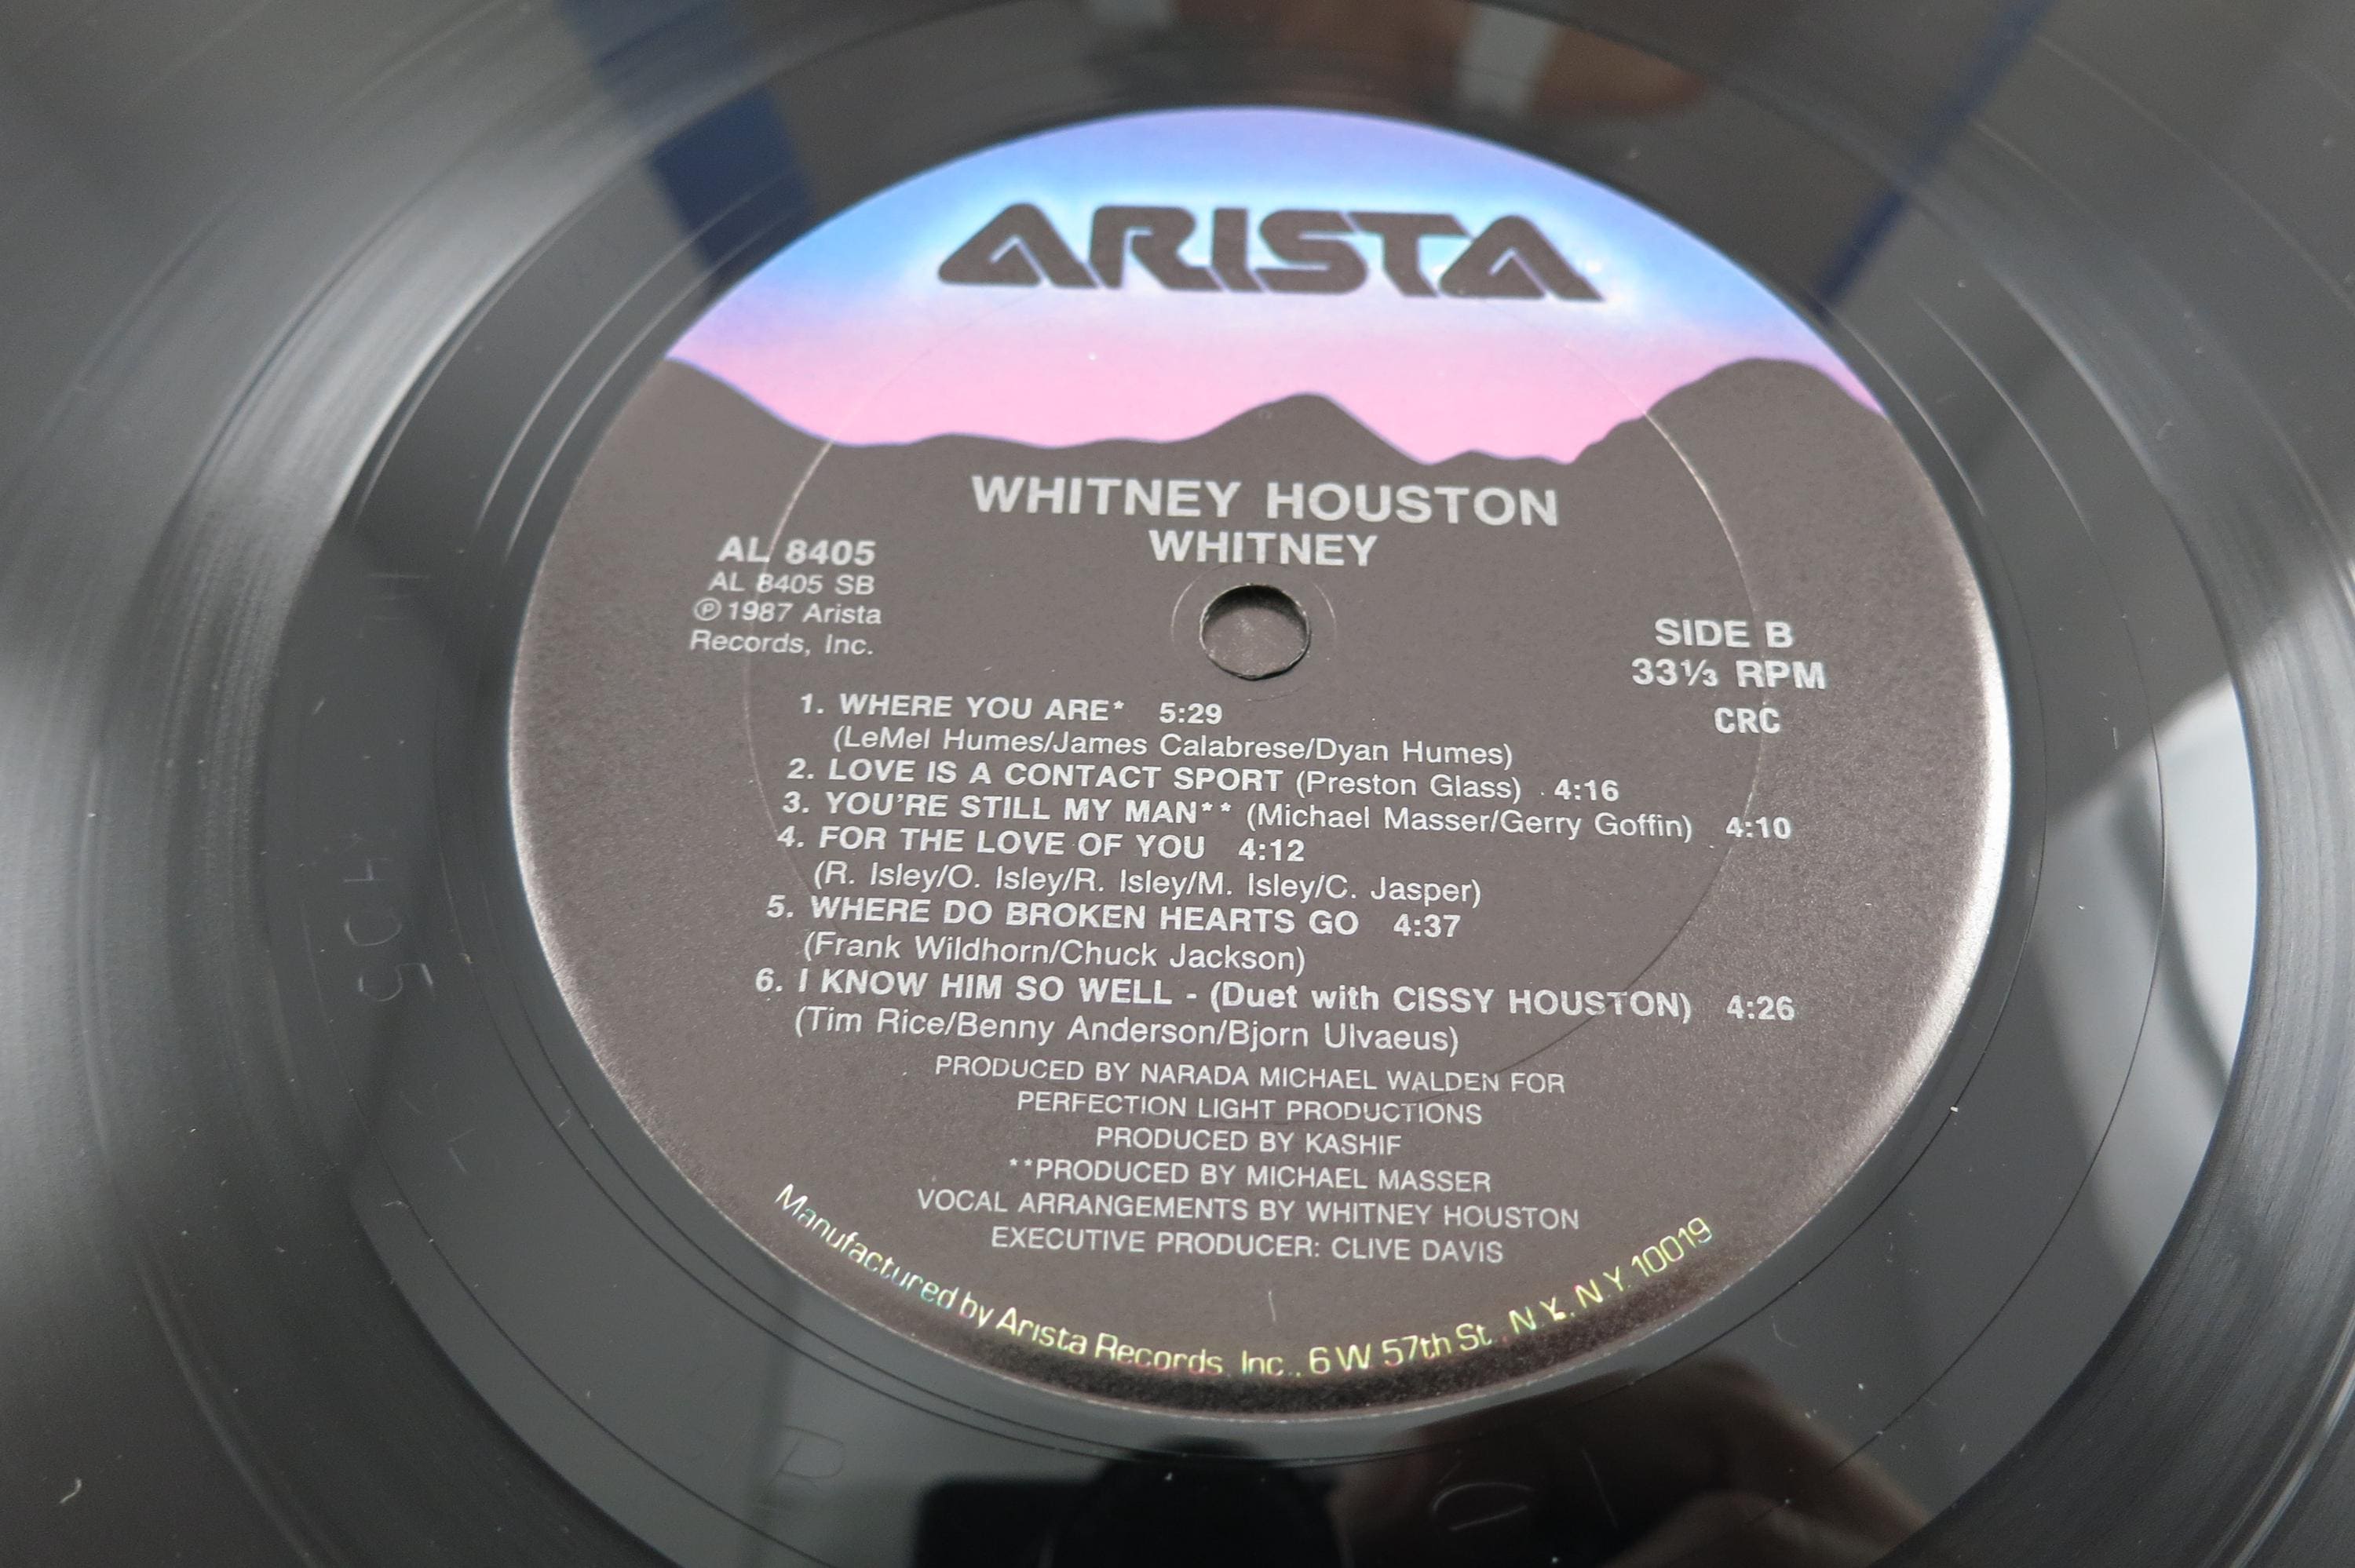 ARISTA
WHITNEY HOUSTON
WHITNEY
AL 8405
AL 8405 SB
℗ 1987 Arista
Records, Inc.
SIDE B
33⅓ RPM
CRC
1. WHERE YOU ARE* 5:29
(LeMel Humes/James Calabrese/Dyan Humes)
2. LOVE IS A CONTACT SPORT (Preston Glass) 4:16
3. YOU'RE STILL MY MAN** (Michael Masser/Gerry Goffin) 4:10
4. FOR THE LOVE OF YOU 4:12
(R. Isley/O. Isley/R. Isley/M. Isley/C. Jasper)
5. WHERE DO BROKEN HEARTS GO 4:37
(Frank Wildhorn/Chuck Jackson)
6. I KNOW HIM SO WELL - (Duet with CISSY HOUSTON) 4:26
(Tim Rice/Benny Anderson/Bjorn Ulvaeus)
PRODUCED BY NARADA MICHAEL WALDEN FOR
PERFECTION LIGHT PRODUCTIONS
PRODUCED BY KASHIF
**PRODUCED BY MICHAEL MASSER
VOCAL ARRANGEMENTS BY WHITNEY HOUSTON
EXECUTIVE PRODUCER: CLIVE DAVIS
Manufactured by Arista Records, Inc., 6 W. 57th St., N.Y., N.Y. 10019